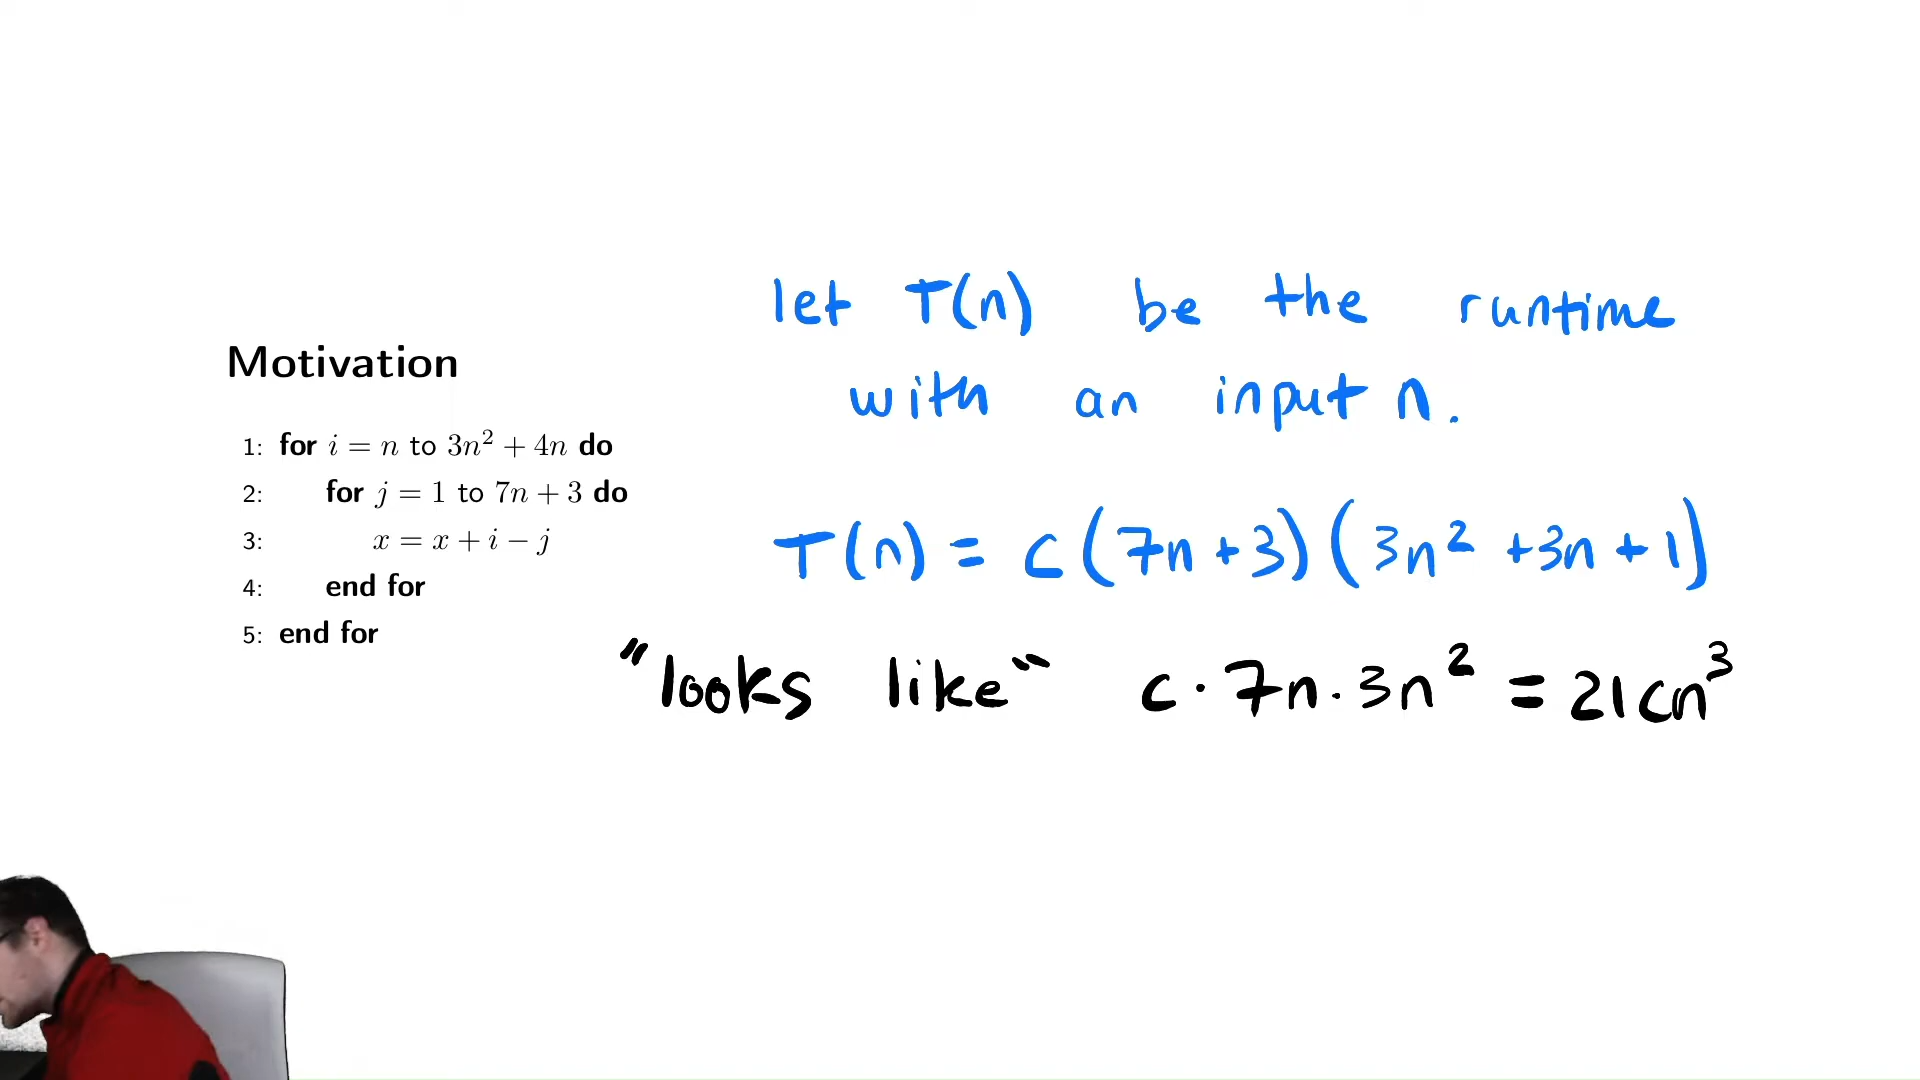 Motivation
1: for i = n to 3n² + 4n do
2: for j = 1 to 7n + 3 do
3: x = x + i − j
4: end for
5: end for
let T(n) be the runtime
with an input n.
T(n) = c(7n+3)(3n² +3n + 1)
"looks like" c·7n·3n² = 21cn³